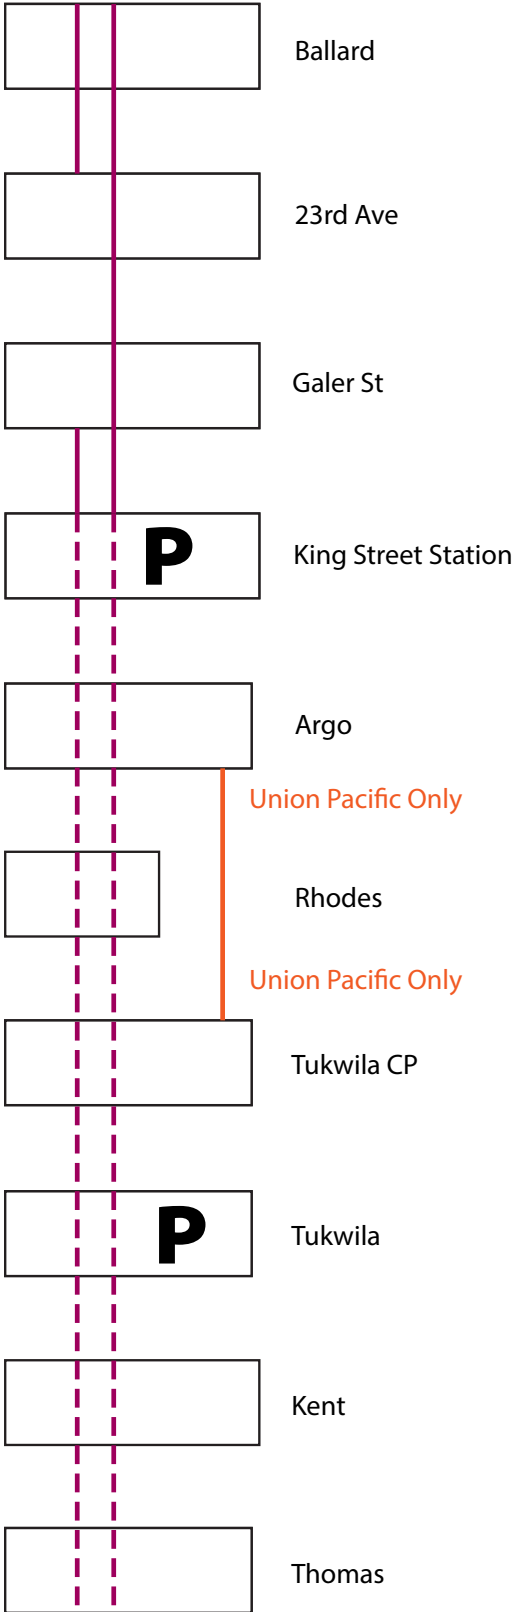 Ballard
23rd Ave
Galer St
P King Street Station
Argo
Union Pacific Only
Rhodes
Union Pacific Only
Tukwila CP
P Tukwila
Kent
Thomas